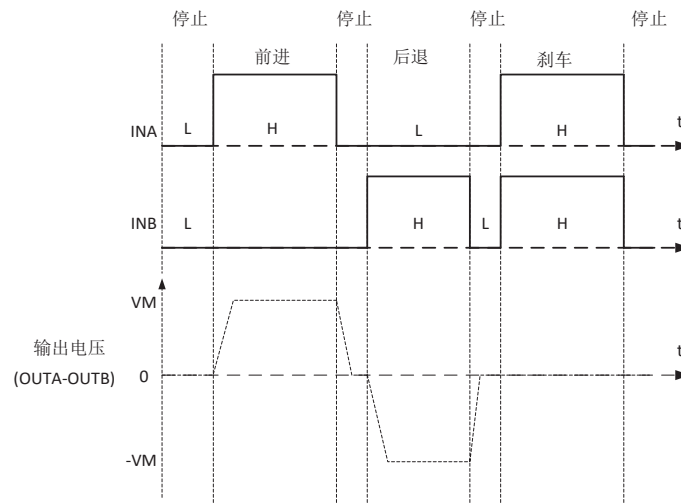 停止 停止 停止 停止
前进 后退 刹车
INA L H L H t
INB L H L H t
VM
输出电压
(OUTA-OUTB) 0 t
-VM